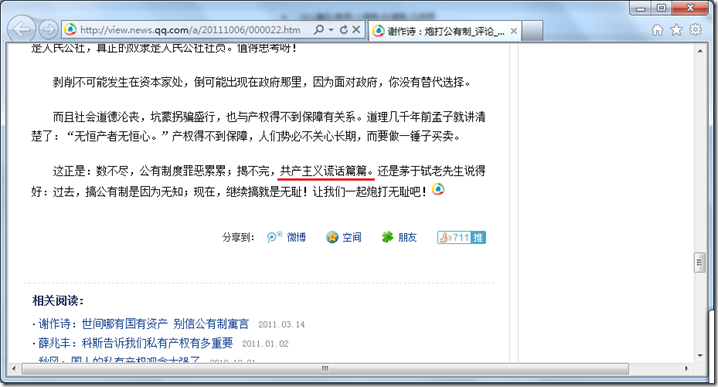 http://view.news.qq.com/a/20111006/000022.htm
谢作诗：炮打公有制_评论_...
是人民公社，真正的奴隶是人民公社社员。值得思考呀！
剥削不可能发生在资本家处，倒可能出现在政府那里，因为面对政府，你没有替代选择。
而且社会道德沦丧，坑蒙拐骗盛行，也与产权得不到保障有关系。道理几千年前孟子就讲清
楚了：“无恒产者无恒心。”产权得不到保障，人们势必不关心长期，而要做一锤子买卖。
这正是：数不尽，公有制度罪恶累累；揭不完，共产主义谎话篇篇。还是茅于轼老先生说得
好：过去，搞公有制是因为无知；现在，继续搞就是无耻！让我们一起炮打无耻吧！
分享到： 微博 空间 朋友 711 推
相关阅读：
谢作诗：世间哪有国有资产 别信公有制寓言 2011.03.14
薛兆丰：科斯告诉我们私有产权有多重要 2011.01.02
秋风：国人的私有产权观念太强了